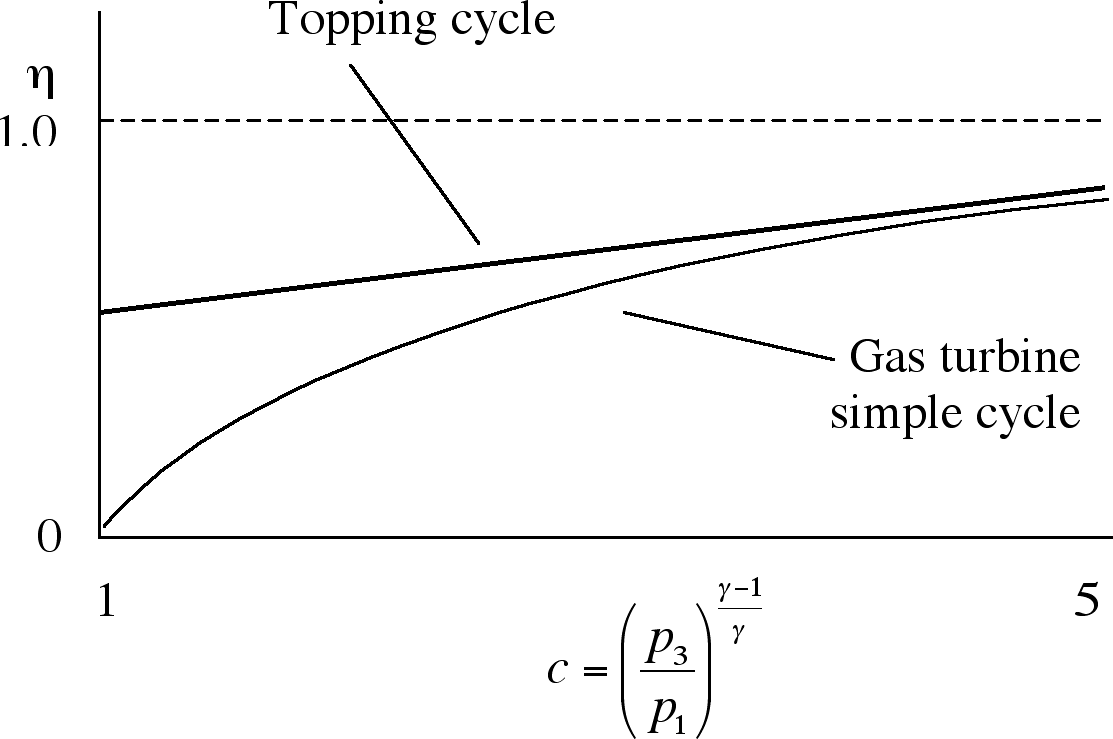 Topping cycle
η
1.0
Gas turbine
simple cycle
0
1
5
c = (p₃/p₁)^((γ−1)/γ)